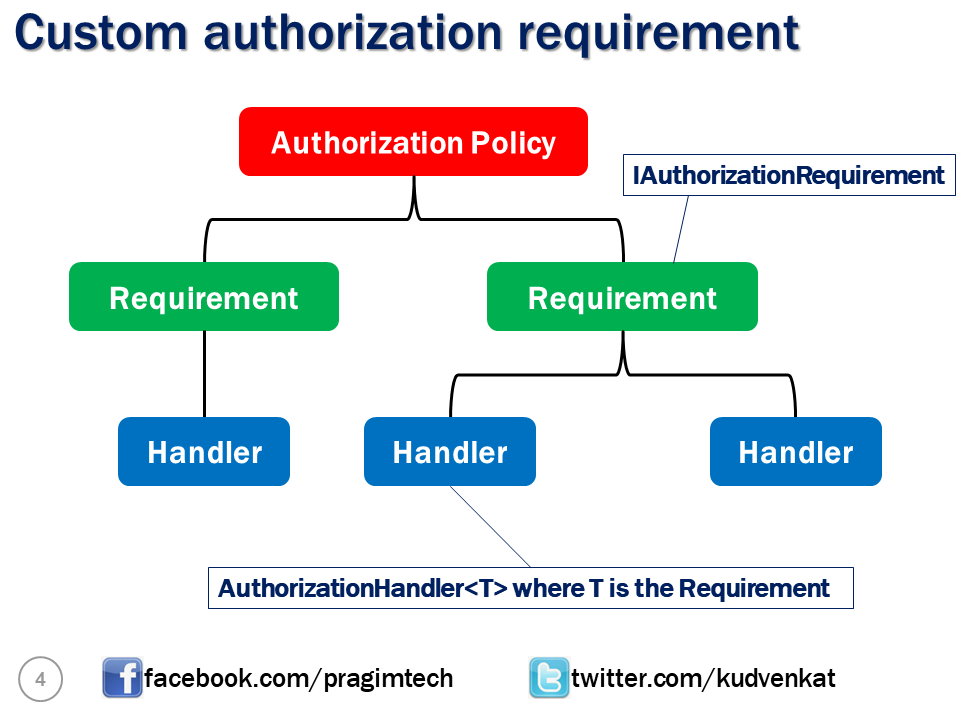 Custom authorization requirement
Authorization Policy
IAuthorizationRequirement
Requirement
Requirement
Handler
Handler
Handler
AuthorizationHandler<T> where T is the Requirement
4
facebook.com/pragimtech
twitter.com/kudvenkat